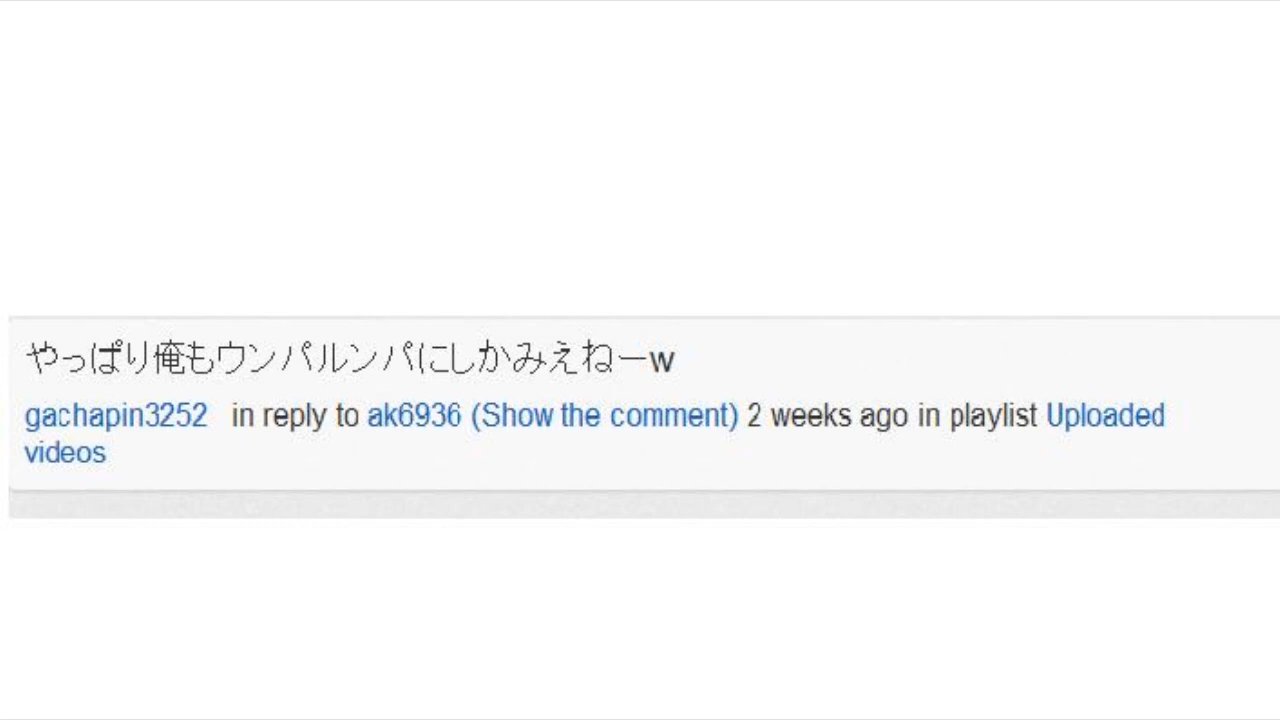 やっぱり俺もウンパルンパにしかみえねーw
gachapin3252 in reply to ak6936 (Show the comment) 2 weeks ago in playlist Uploaded
videos